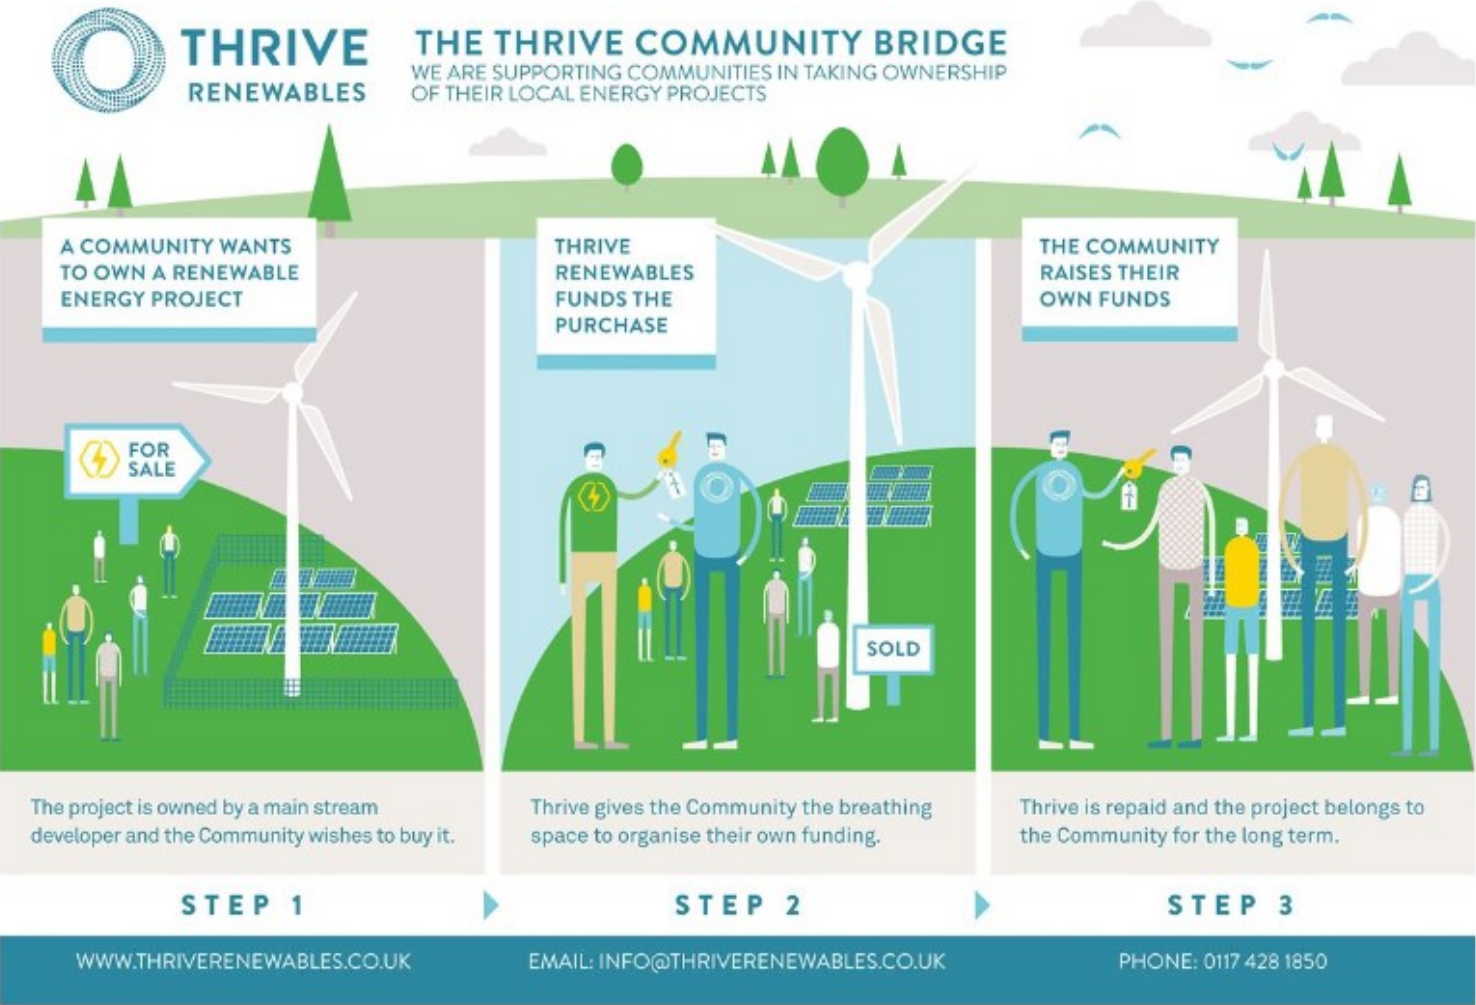 THRIVE
RENEWABLES
THE THRIVE COMMUNITY BRIDGE
WE ARE SUPPORTING COMMUNITIES IN TAKING OWNERSHIP
OF THEIR LOCAL ENERGY PROJECTS
A COMMUNITY WANTS
TO OWN A RENEWABLE
ENERGY PROJECT
FOR
SALE
The project is owned by a main stream
developer and the Community wishes to buy it.
STEP 1
THRIVE
RENEWABLES
FUNDS THE
PURCHASE
SOLD
Thrive gives the Community the breathing
space to organise their own funding.
STEP 2
THE COMMUNITY
RAISES THEIR
OWN FUNDS
Thrive is repaid and the project belongs to
the Community for the long term.
STEP 3
WWW.THRIVERENEWABLES.CO.UK
EMAIL: INFO@THRIVERENEWABLES.CO.UK
PHONE: 0117 428 1850